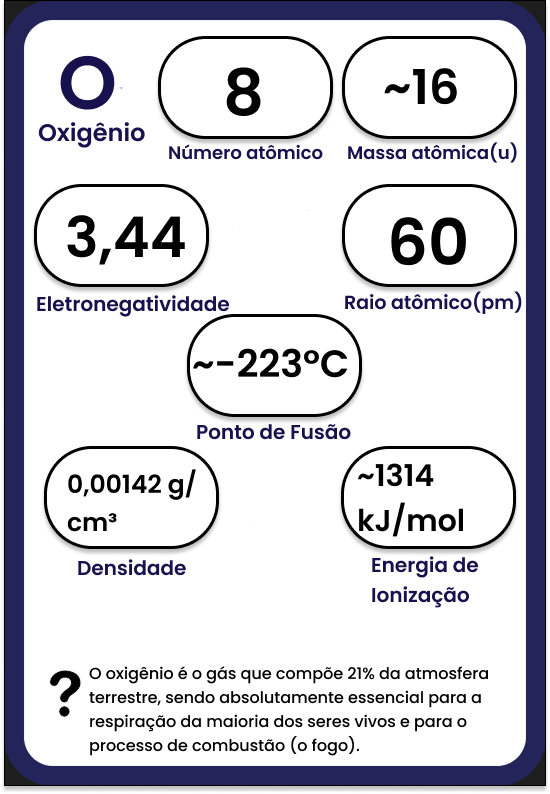 O
Oxigênio
8
Número atômico
~16
Massa atômica(u)
3,44
Eletronegatividade
60
Raio atômico(pm)
~-223°C
Ponto de Fusão
0,00142 g/
cm³
Densidade
~1314
kJ/mol
Energia de
Ionização
?
O oxigênio é o gás que compõe 21% da atmosfera
terrestre, sendo absolutamente essencial para a
respiração da maioria dos seres vivos e para o
processo de combustão (o fogo).